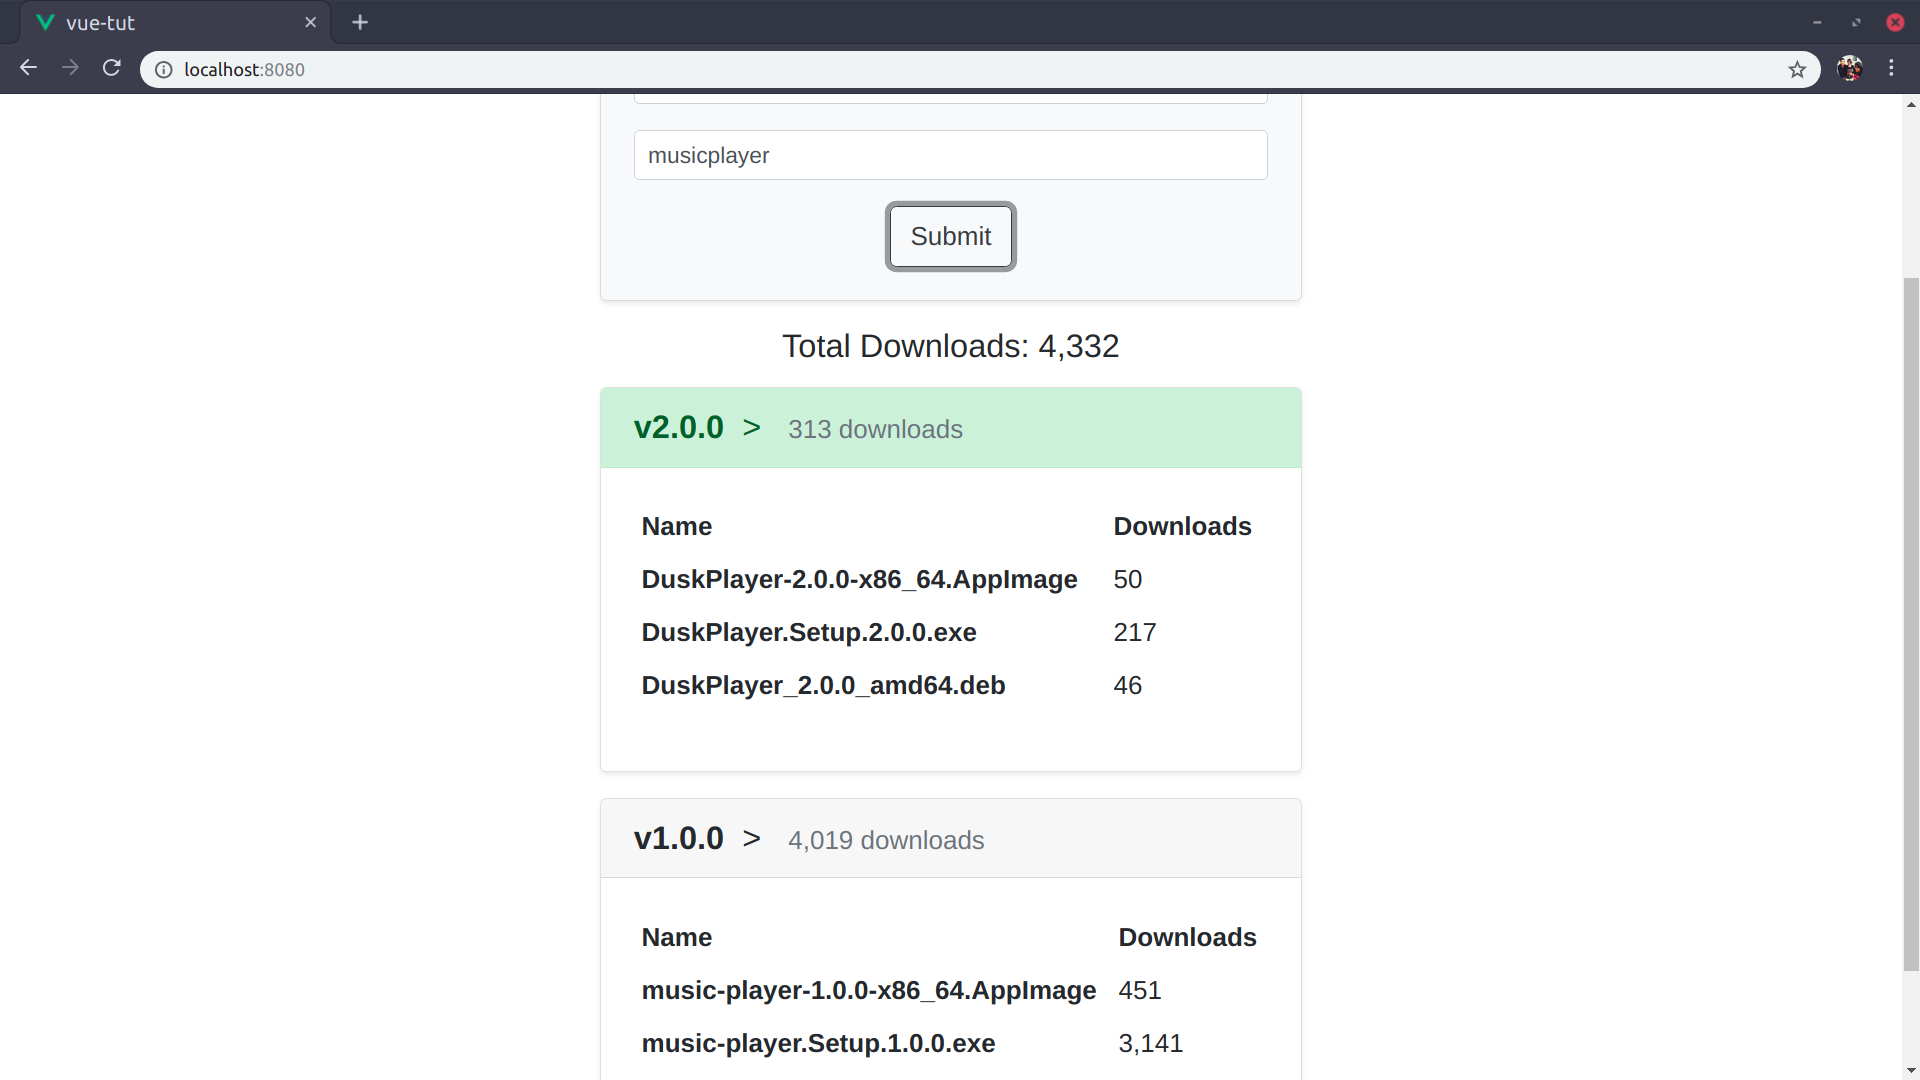 vue-tut
localhost:8080
musicplayer
Submit
Total Downloads: 4,332
v2.0.0 > 313 downloads
Name Downloads
DuskPlayer-2.0.0-x86_64.AppImage 50
DuskPlayer.Setup.2.0.0.exe 217
DuskPlayer_2.0.0_amd64.deb 46
v1.0.0 > 4,019 downloads
Name Downloads
music-player-1.0.0-x86_64.AppImage 451
music-player.Setup.1.0.0.exe 3,141